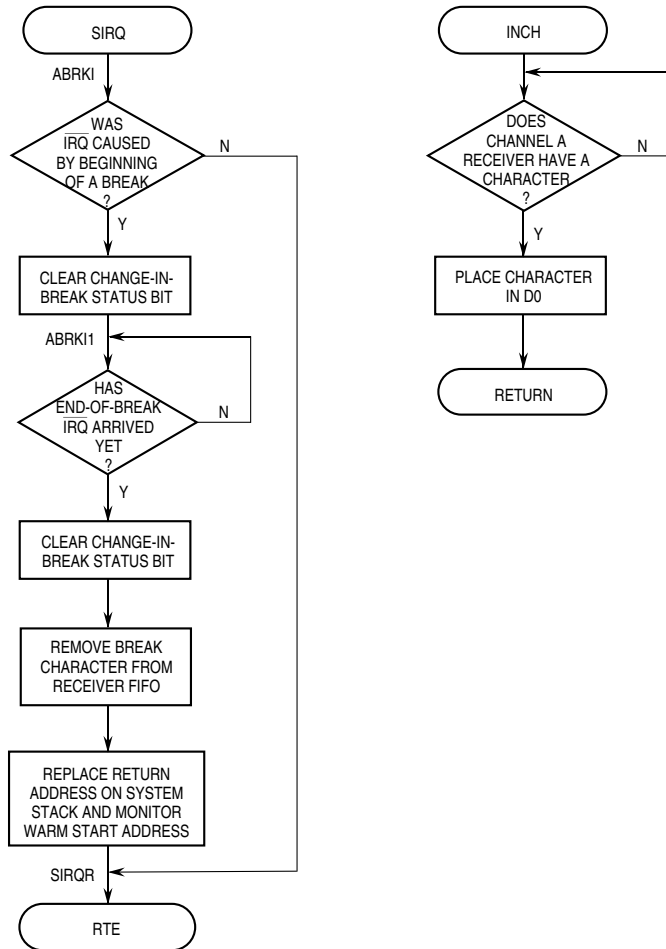 SIRQ
ABRKI
WAS
IRQ CAUSED
BY BEGINNING
OF A BREAK
?
N
Y
CLEAR CHANGE-IN-
BREAK STATUS BIT
ABRKI1
HAS
END-OF-BREAK
IRQ ARRIVED
YET
?
N
Y
CLEAR CHANGE-IN-
BREAK STATUS BIT
REMOVE BREAK
CHARACTER FROM
RECEIVER FIFO
REPLACE RETURN
ADDRESS ON SYSTEM
STACK AND MONITOR
WARM START ADDRESS
SIRQR
RTE
INCH
DOES
CHANNEL A
RECEIVER HAVE A
CHARACTER
?
N
Y
PLACE CHARACTER
IN D0
RETURN